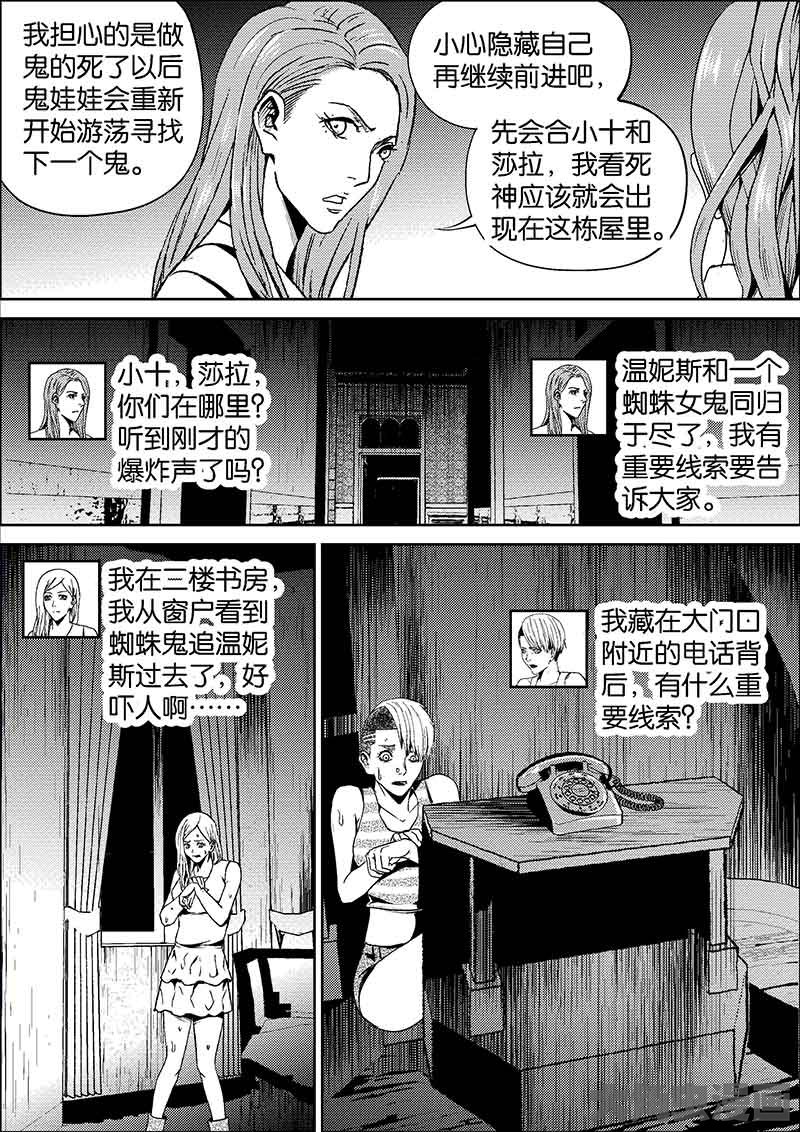 我担心的是做
鬼的死了以后
鬼娃娃会重新
开始游荡寻找
下一个鬼。
小心隐藏自己
再继续前进吧，
先会合小十和
莎拉，我看死
神应该就会出
现在这栋屋里。
小十，莎拉，
你们在哪里？
听到刚才的
爆炸声了吗？
温妮斯和一个
蜘蛛女鬼同归
于尽了，我有
重要线索要告
诉大家。
我在三楼书房，
我从窗户看到
蜘蛛鬼追温妮
斯过去了，好
吓人啊……
我藏在大门口
附近的电话背
后，有什么重
要线索？